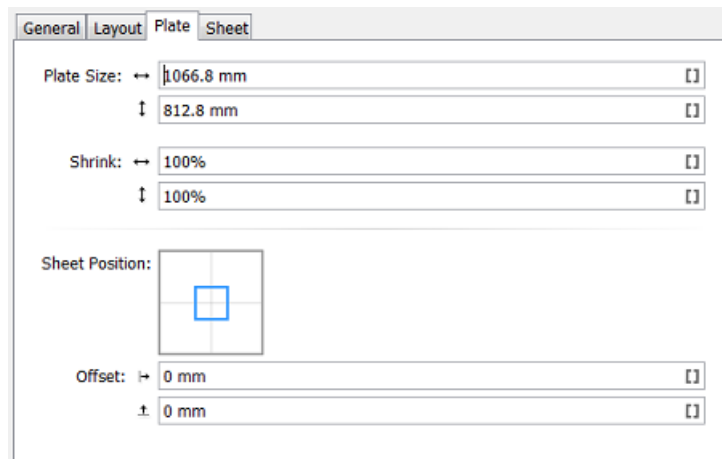 General Layout Plate Sheet
Plate Size: ↔ 1066.8 mm []
↕ 812.8 mm []
Shrink: ↔ 100% []
↕ 100% []
Sheet Position:
Offset: 0 mm []
0 mm []